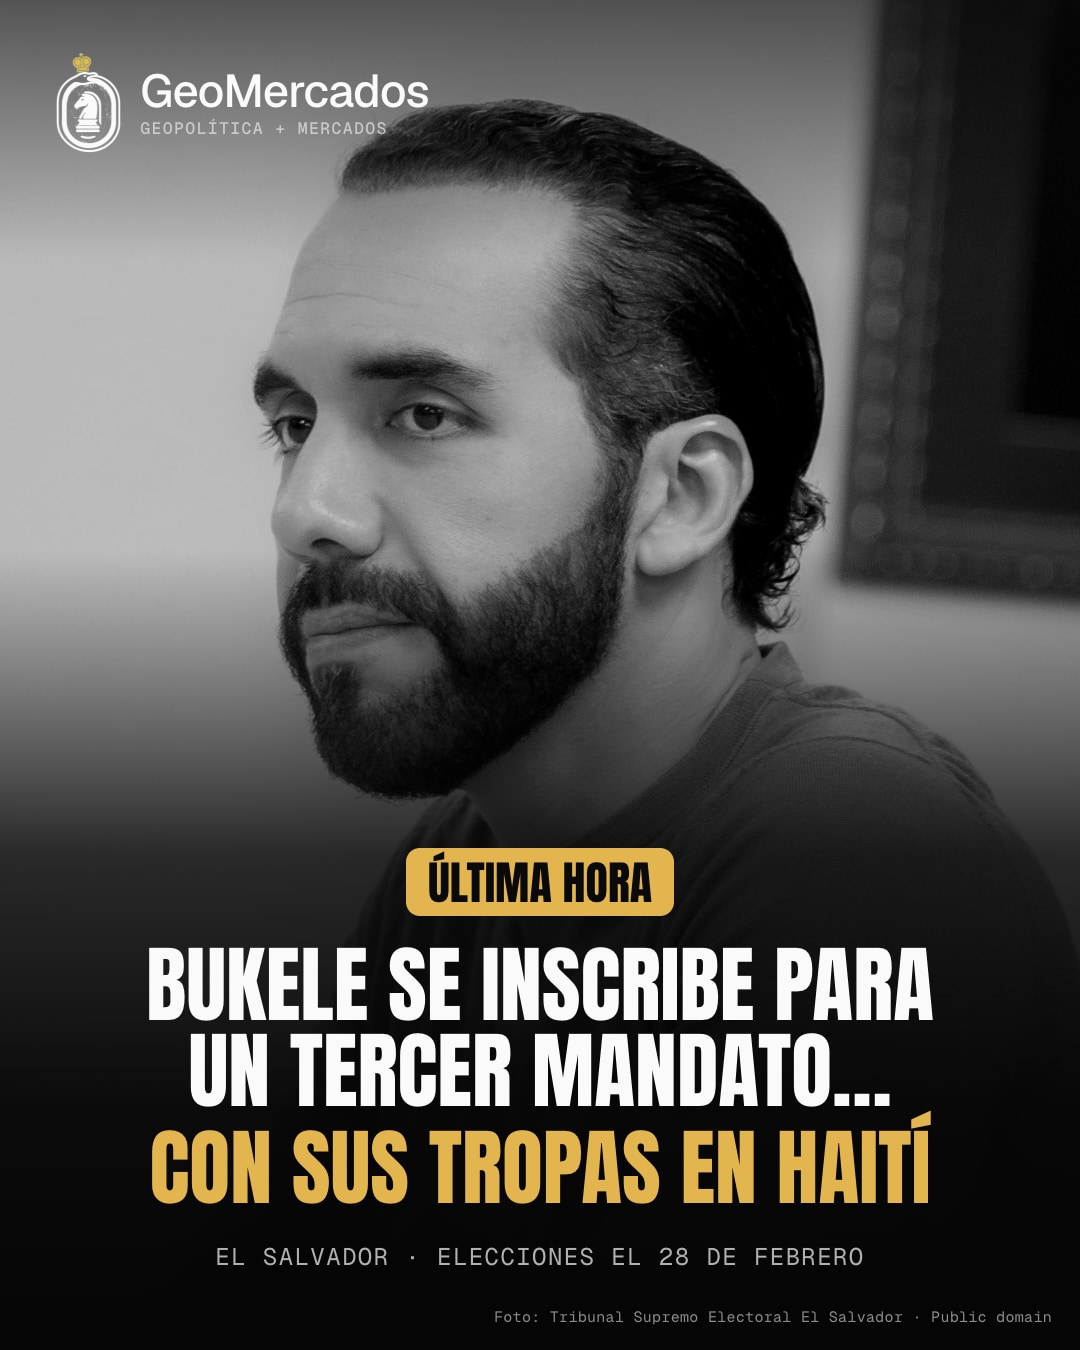 GeoMercados
GEOPOLÍTICA + MERCADOS
ÚLTIMA HORA
BUKELE SE INSCRIBE PARA
UN TERCER MANDATO...
CON SUS TROPAS EN HAITÍ
EL SALVADOR · ELECCIONES EL 28 DE FEBRERO
Foto: Tribunal Supremo Electoral El Salvador · Public domain